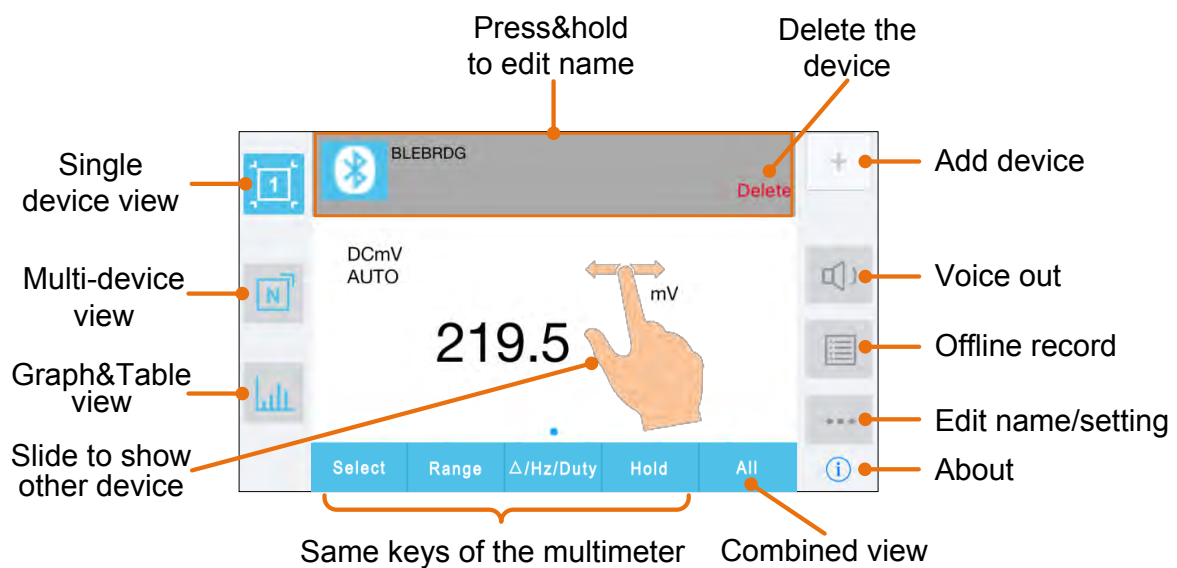 Press&hold
to edit name
Delete the
device
Single
device view
1
BLEBRDG
Delete
+
Add device
Multi-device
view
N
DCmV
AUTO
mV
219.5
Voice out
Offline record
Graph&Table
view
Edit name/setting
Slide to show
other device
Select Range △/Hz/Duty Hold All
i
About
Same keys of the multimeter
Combined view